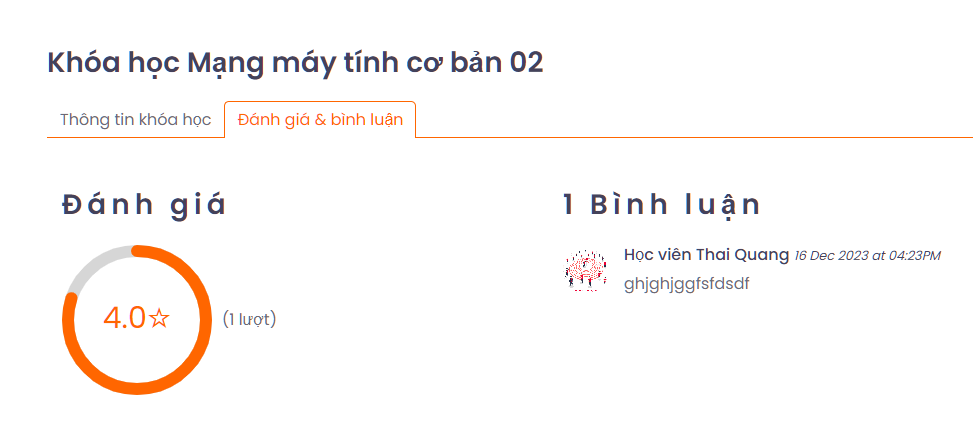 Khóa học Mạng máy tính cơ bản 02
Thông tin khóa học
Đánh giá & bình luận
Đánh giá
4.0☆
(1 lượt)
1 Bình luận
Học viên Thai Quang 16 Dec 2023 at 04:23PM
ghjghjggfsfdsdf